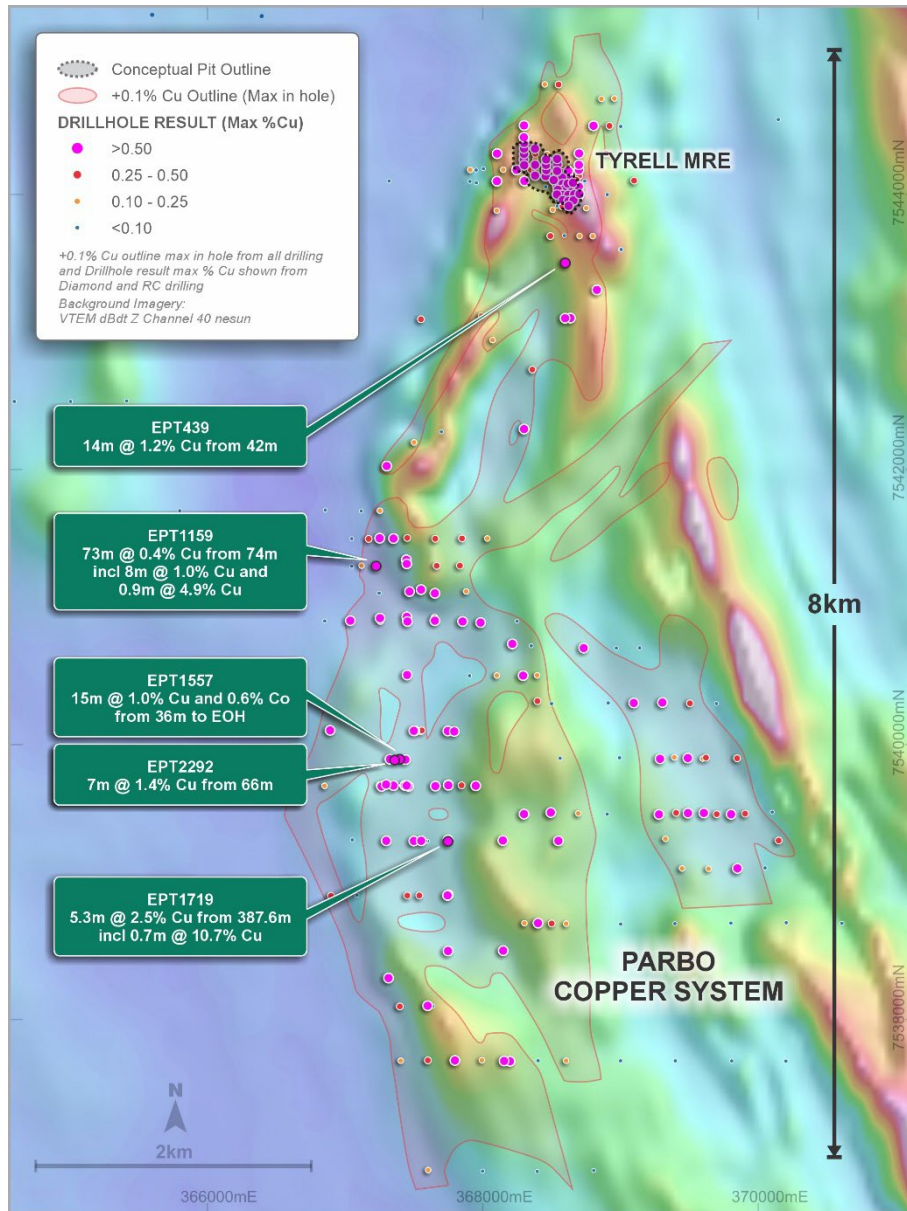 Conceptual Pit Outline
+0.1% Cu Outline (Max in hole)
DRILLHOLE RESULT (Max %Cu)
>0.50
0.25 - 0.50
0.10 - 0.25
<0.10
+0.1% Cu outline max in hole from all drilling
and Drillhole result max % Cu shown from
Diamond and RC drilling
Background Imagery:
VTEM dBdt Z Channel 40 nesun
TYRELL MRE
7544000mN
EPT439
14m @ 1.2% Cu from 42m
7542000mN
EPT1159
73m @ 0.4% Cu from 74m
incl 8m @ 1.0% Cu and
0.9m @ 4.9% Cu
8km
EPT1557
15m @ 1.0% Cu and 0.6% Co
from 36m to EOH
7540000mN
EPT2292
7m @ 1.4% Cu from 66m
EPT1719
5.3m @ 2.5% Cu from 387.6m
incl 0.7m @ 10.7% Cu
PARBO
COPPER SYSTEM
7538000mN
N
2km
366000mE
368000mE
370000mE